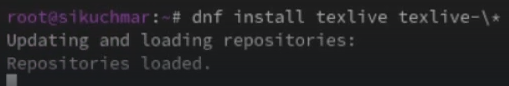 root@sikuchmar:~# dnf install texlive texlive-\*
Updating and loading repositories:
Repositories loaded.